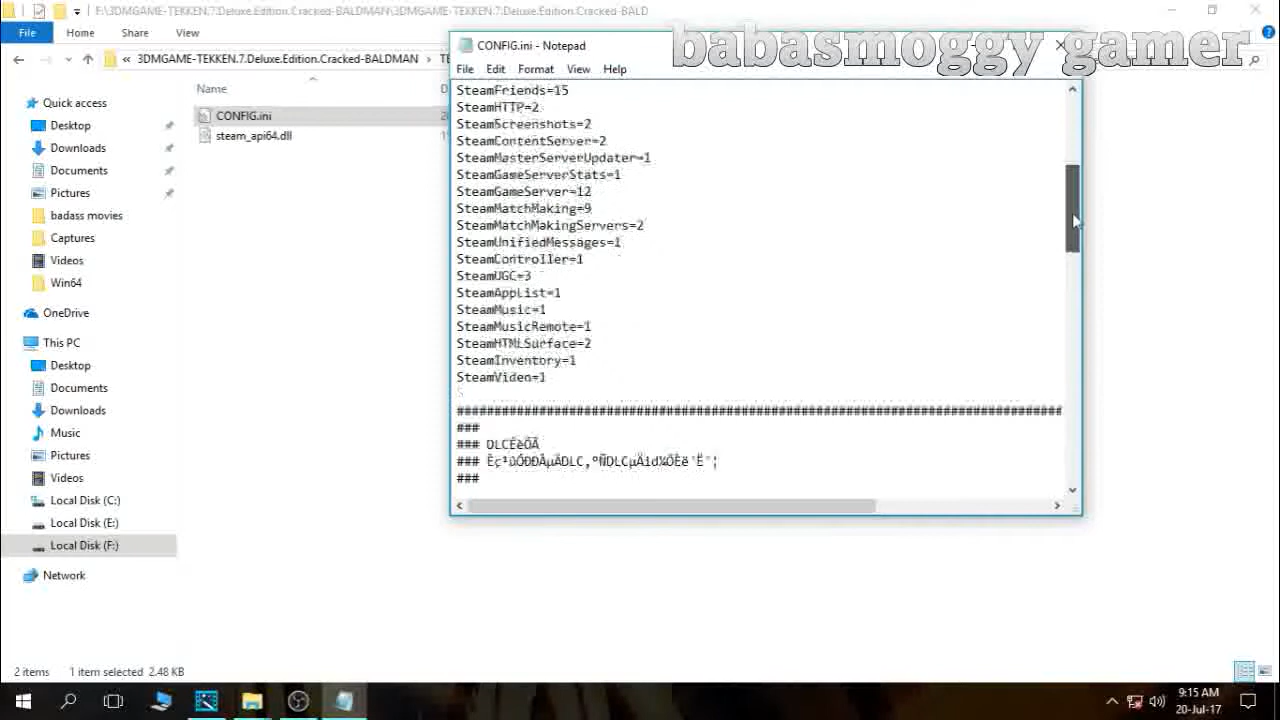 F:\3DMGAME-TEKKEN.7.Deluxe.Edition.Cracked-BALDMAN\3DMGAME-TEKKEN.7.Deluxe.Edition.Cracked-BALD
File Home Share View
« 3DMGAME-TEKKEN.7.Deluxe.Edition.Cracked-BALDMAN › TE
Quick access
Desktop
Downloads
Documents
Pictures
badass movies
Captures
Videos
Win64
OneDrive
This PC
Desktop
Documents
Downloads
Music
Pictures
Videos
Local Disk (C:)
Local Disk (E:)
Local Disk (F:)
Network
Name
CONFIG.ini
steam_api64.dll
CONFIG.ini - Notepad
babasmoggy gamer
File Edit Format View Help
SteamFriends=15
SteamHTTP=2
SteamScreenshots=2
SteamContentServer=2
SteamMasterServerUpdater=1
SteamGameServerStats=1
SteamGameServer=12
SteamMatchMaking=9
SteamMatchMakingServers=2
SteamUnifiedMessages=1
SteamController=1
SteamUGC=3
SteamApplist=1
SteamMusic=1
SteamMusicRemote=1
SteamHTMLSurface=2
SteamInventory=1
SteamVideo=1
###
###
###
###
2 items 1 item selected 2.48 KB
9:15 AM
20-Jul-17